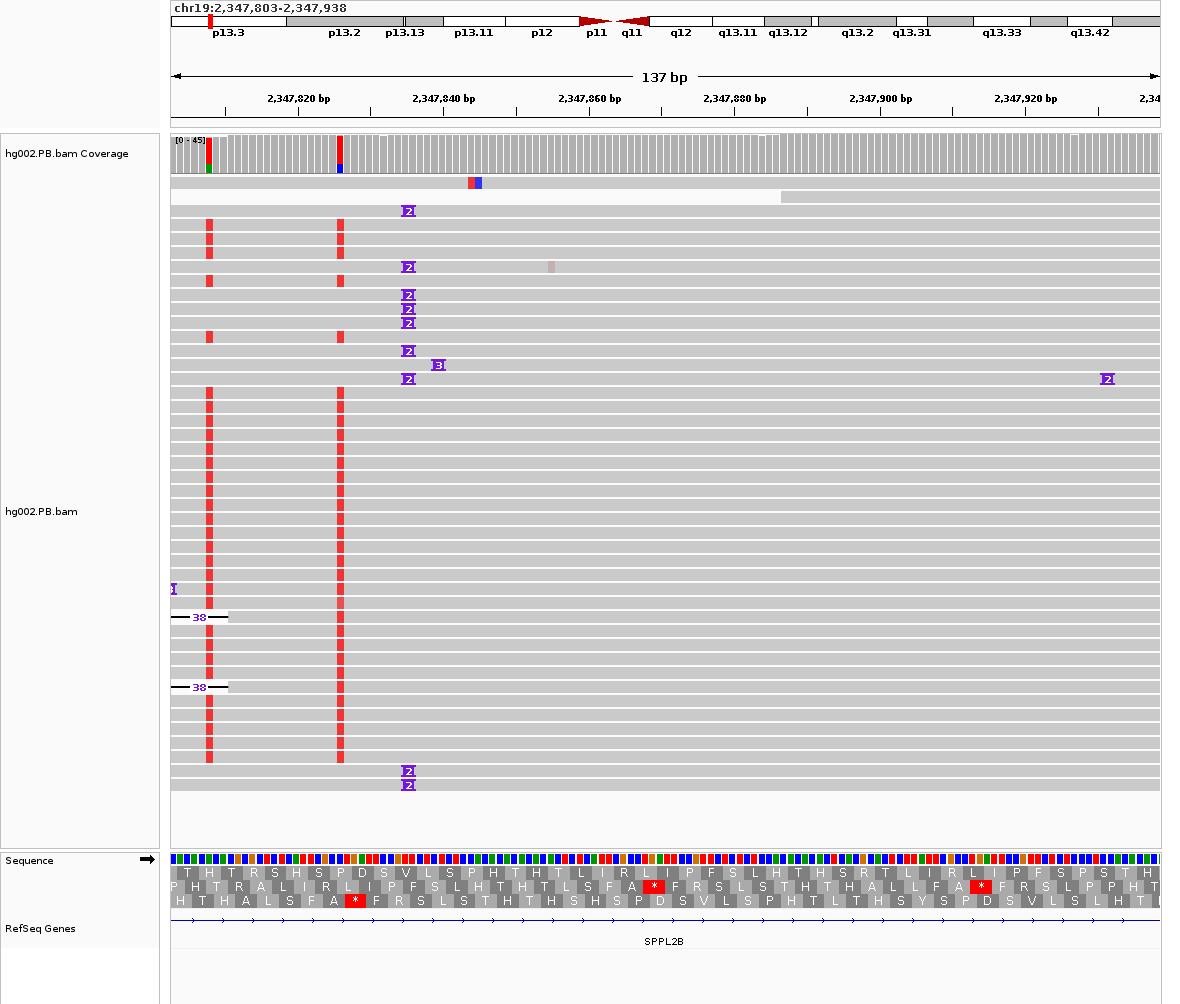 chr19:2,347,803-2,347,938
p13.3 p13.2 p13.13 p13.11 p12 p11 q11 q12 q13.11 q13.12 q13.2 q13.31 q13.33 q13.42
137 bp
2,347,820 bp 2,347,840 bp 2,347,860 bp 2,347,880 bp 2,347,900 bp 2,347,920 bp 2,34
hg002.PB.bam Coverage
[0 - 45]
2
2
2
2
2
2
3
2 2
hg002.PB.bam
38
38
2
2
Sequence
T H T R S H S P D S V L S P H T H T L I R L I P F S L H T H S R T L I R L I P F S P S T H
P H T R A L I R L I P F S L H T H T L S F A * F R S L S T H T H A L L F A * F R S L P P H T
H T H A L S F A * F R S L S T H T H S H S P D S V L S P H T L T H S Y S P D S V L S L H T
RefSeq Genes
SPPL2B